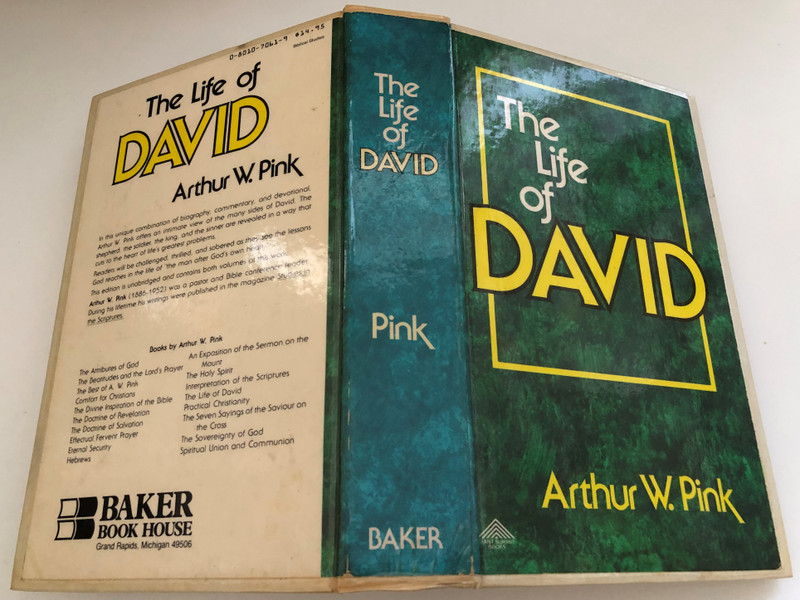 0-8010-7061-9 $14.95
Biblical Studies
The Life of
DAVID
Arthur W. Pink
In this unique combination of biography, commentary, and devotional,
Arthur W. Pink offers an intimate view of the many sides of David. The
shepherd, the soldier, the king, and the sinner are revealed in a way that
cuts to the heart of life's greatest problems.
Readers will be challenged, thrilled, and sobered as they see the lessons
God teaches in the life of "the man after God's own heart."
This edition is unabridged and contains both volumes of this work.
Arthur W. Pink (1886-1952) was a pastor and Bible conference speaker.
During his lifetime his writings were published in the magazine Studies in
the Scriptures.
Books by Arthur W. Pink
The Attributes of God
The Beatitudes and the Lord's Prayer
The Best of A. W. Pink
Comfort for Christians
The Divine Inspiration of the Bible
The Doctrine of Revelation
The Doctrine of Salvation
Effectual Fervent Prayer
Eternal Security
Hebrews
An Exposition of the Sermon on the
Mount
The Holy Spirit
Interpretation of the Scriptures
The Life of David
Practical Christianity
The Seven Sayings of the Saviour on
the Cross
The Sovereignty of God
Spiritual Union and Communion
BAKER
BOOK HOUSE
Grand Rapids, Michigan 49506
The
Life
of
DAVID
Pink
BAKER
The
Life
of
DAVID
Arthur W. Pink